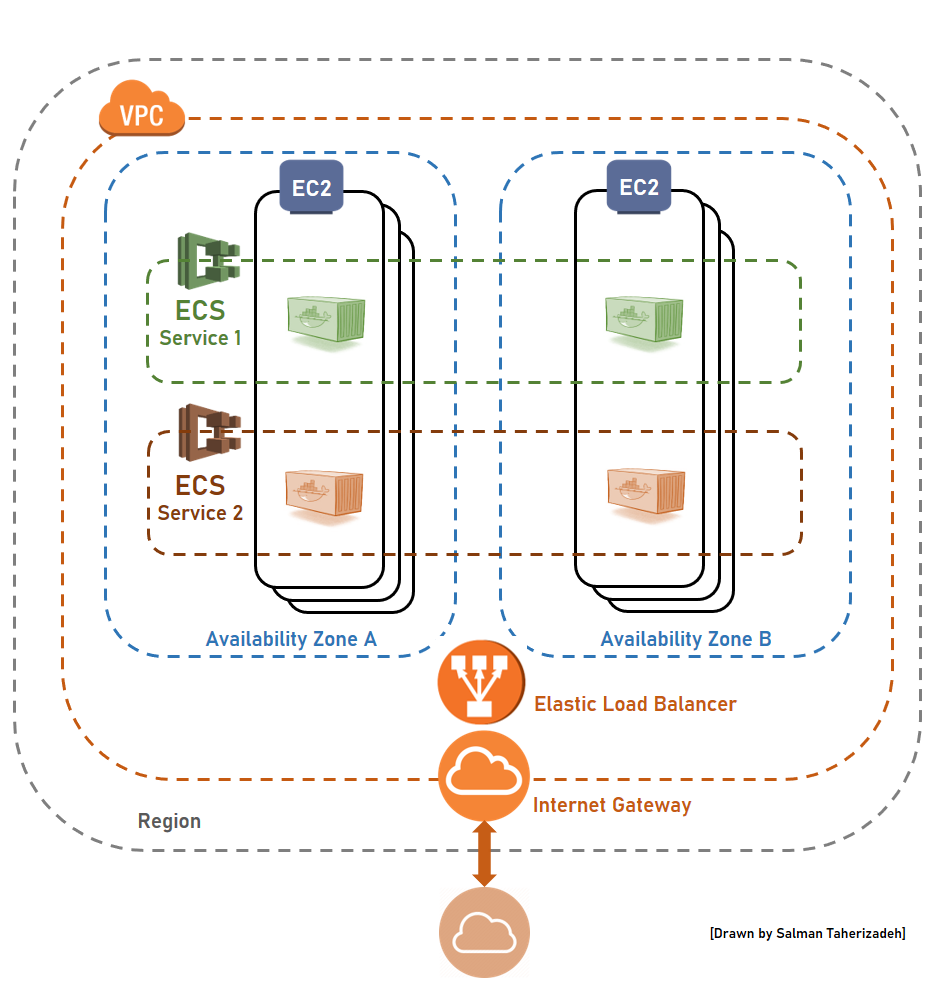 VPC
EC2
EC2
ECS
Service 1
ECS
Service 2
Availability Zone A
Availability Zone B
Elastic Load Balancer
Internet Gateway
Region
[Drawn by Salman Taherizadeh]